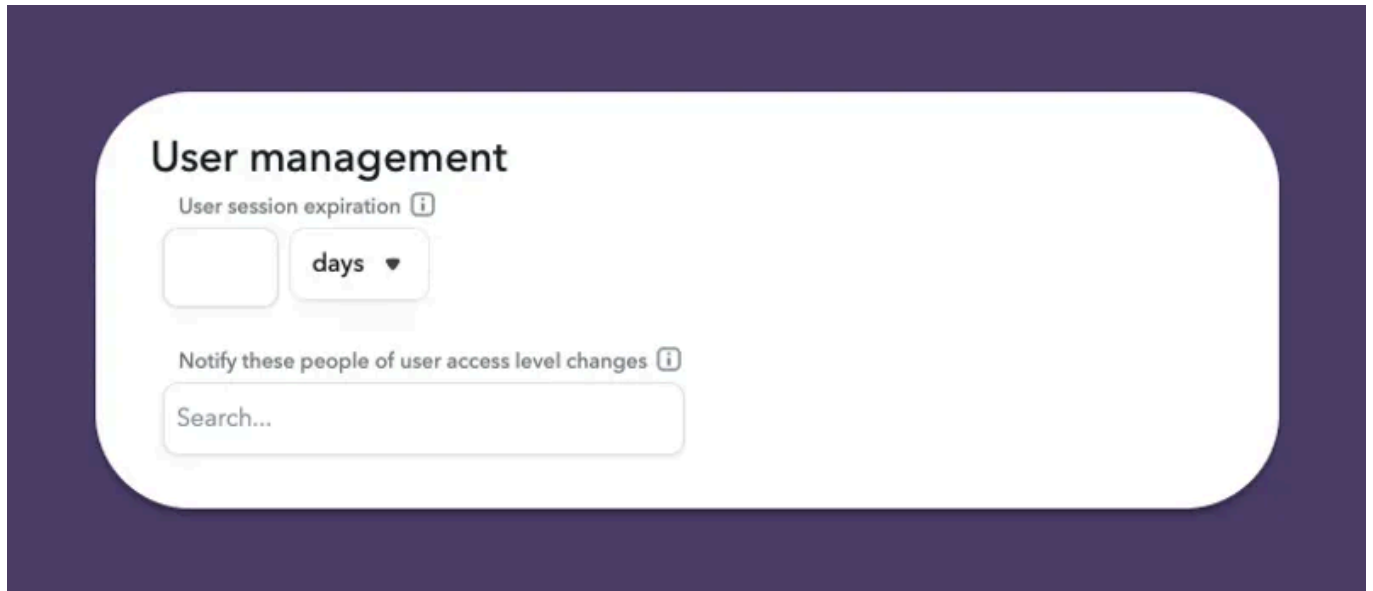 User management
User session expiration
days
Notify these people of user access level changes
Search...